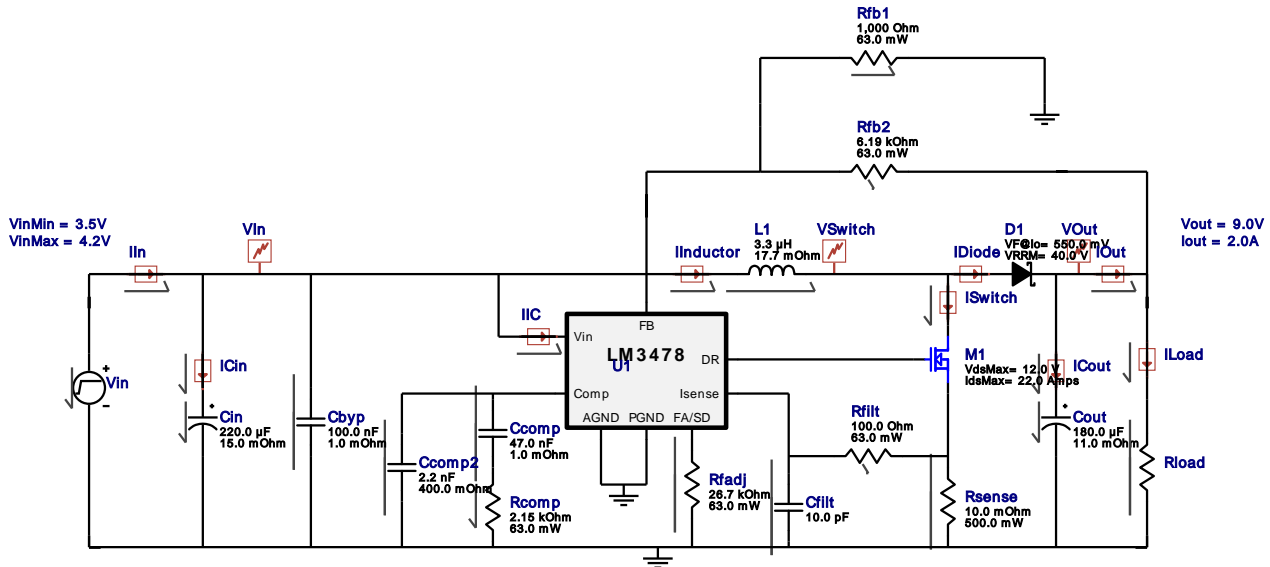 Rfb1
1,000 Ohm
63.0 mW
Rfb2
6.19 kOhm
63.0 mW
VinMin = 3.5V
VinMax = 4.2V
Vout = 9.0V
Iout = 2.0A
IIn
VIn
IInductor
L1
3.3 µH
17.7 mOhm
VSwitch
IDiode
D1
VF@Io= 550.0 mV
VRRM= 40.0 V
VOut
IOut
ISwitch
IIC
Vin
FB
LM3478
U1
DR
Comp
Isense
AGND
PGND
FA/SD
M1
VdsMax= 12.0 V
IdsMax= 22.0 Amps
ICout
ILoad
ICin
+
Vin
-
Cin
220.0 µF
15.0 mOhm
Cbyp
100.0 nF
1.0 mOhm
Ccomp
47.0 nF
1.0 mOhm
Ccomp2
2.2 nF
400.0 mOhm
Rcomp
2.15 kOhm
63.0 mW
Rfadj
26.7 kOhm
63.0 mW
Rfilt
100.0 Ohm
63.0 mW
Cfilt
10.0 pF
Rsense
10.0 mOhm
500.0 mW
Cout
180.0 µF
11.0 mOhm
Rload